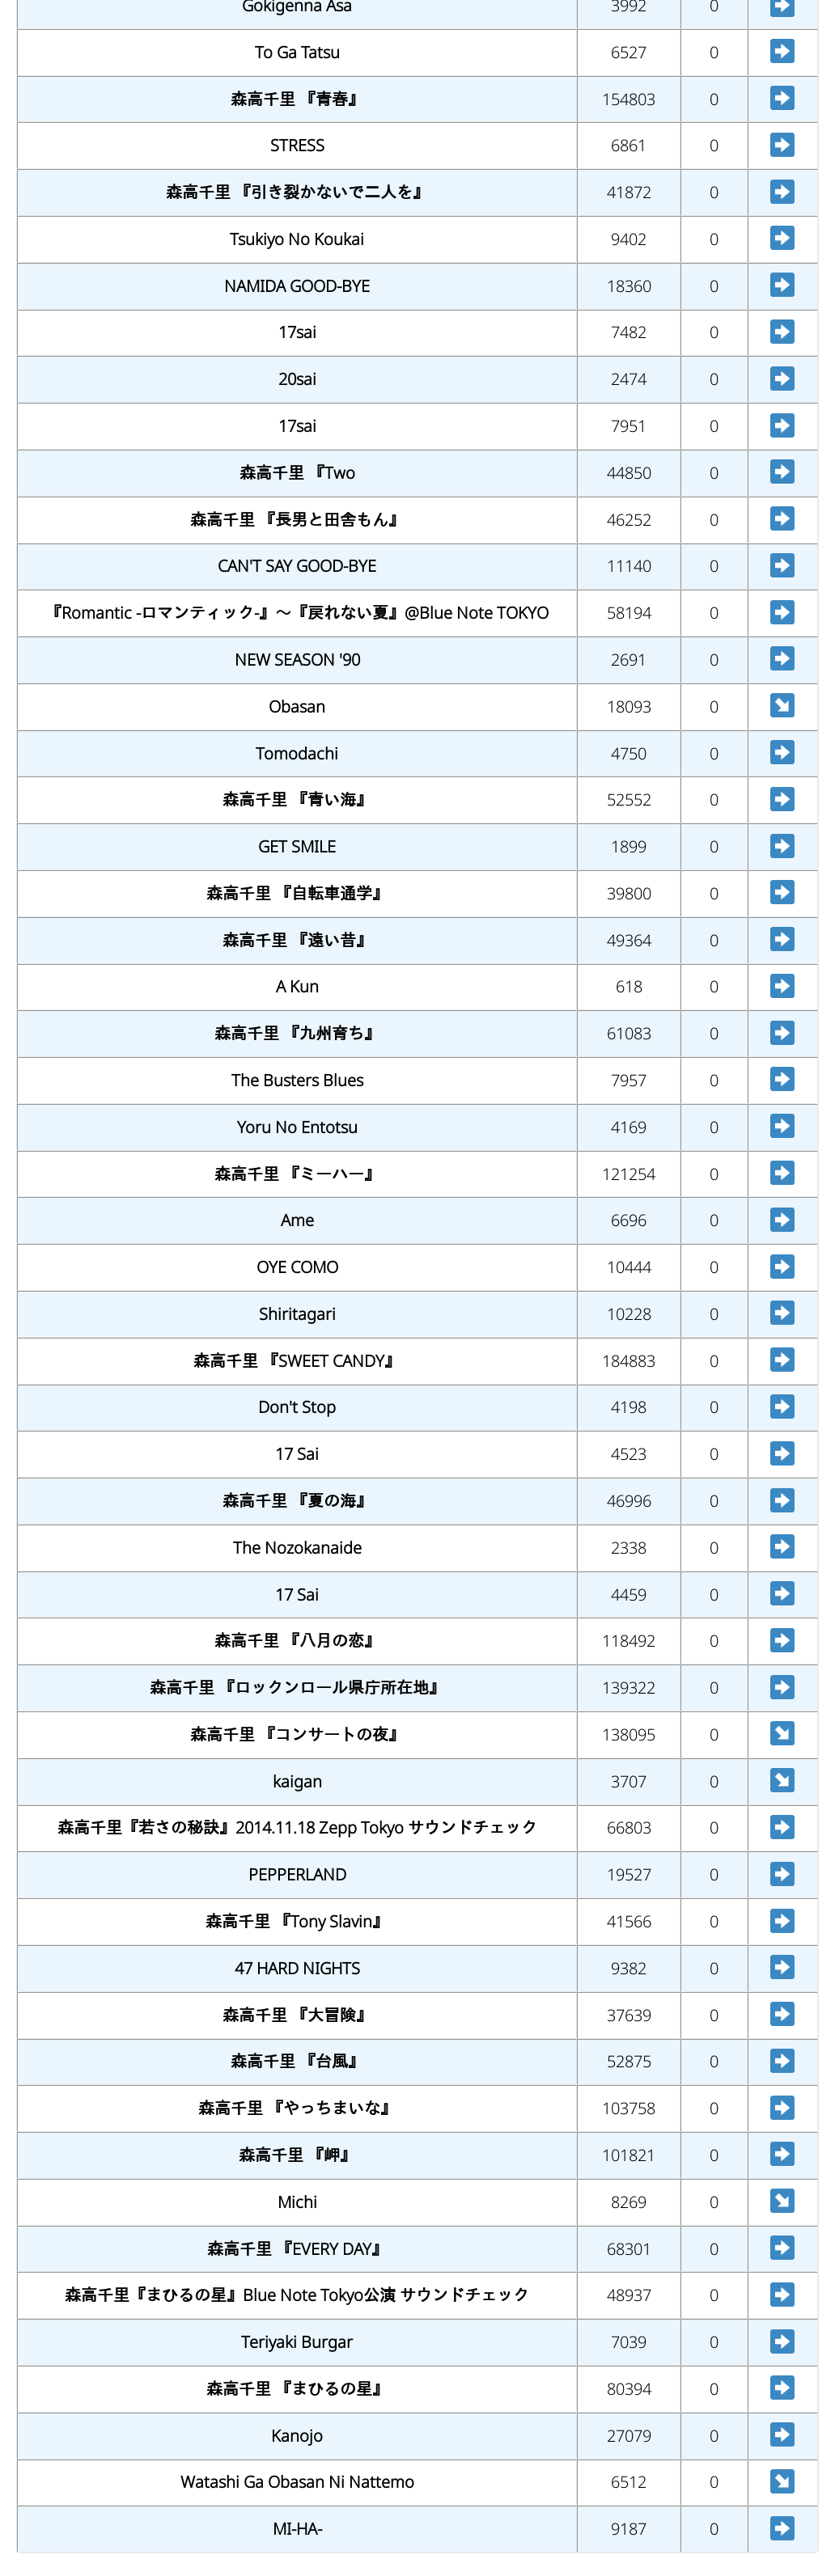 Gokigenna Asa 3992 0
To Ga Tatsu 6527 0
森高千里 『青春』 154803 0
STRESS 6861 0
森高千里 『引き裂かないで二人を』 41872 0
Tsukiyo No Koukai 9402 0
NAMIDA GOOD-BYE 18360 0
17sai 7482 0
20sai 2474 0
17sai 7951 0
森高千里 『Two 44850 0
森高千里 『長男と田舎もん』 46252 0
CAN'T SAY GOOD-BYE 11140 0
『Romantic -ロマンティック-』～『戻れない夏』@Blue Note TOKYO 58194 0
NEW SEASON '90 2691 0
Obasan 18093 0
Tomodachi 4750 0
森高千里 『青い海』 52552 0
GET SMILE 1899 0
森高千里 『自転車通学』 39800 0
森高千里 『遠い昔』 49364 0
A Kun 618 0
森高千里 『九州育ち』 61083 0
The Busters Blues 7957 0
Yoru No Entotsu 4169 0
森高千里 『ミーハー』 121254 0
Ame 6696 0
OYE COMO 10444 0
Shiritagari 10228 0
森高千里 『SWEET CANDY』 184883 0
Don't Stop 4198 0
17 Sai 4523 0
森高千里 『夏の海』 46996 0
The Nozokanaide 2338 0
17 Sai 4459 0
森高千里 『八月の恋』 118492 0
森高千里 『ロックンロール県庁所在地』 139322 0
森高千里 『コンサートの夜』 138095 0
kaigan 3707 0
森高千里『若さの秘訣』2014.11.18 Zepp Tokyo サウンドチェック 66803 0
PEPPERLAND 19527 0
森高千里 『Tony Slavin』 41566 0
47 HARD NIGHTS 9382 0
森高千里 『大冒険』 37639 0
森高千里 『台風』 52875 0
森高千里 『やっちまいな』 103758 0
森高千里 『岬』 101821 0
Michi 8269 0
森高千里 『EVERY DAY』 68301 0
森高千里『まひるの星』Blue Note Tokyo公演 サウンドチェック 48937 0
Teriyaki Burgar 7039 0
森高千里 『まひるの星』 80394 0
Kanojo 27079 0
Watashi Ga Obasan Ni Nattemo 6512 0
MI-HA- 9187 0